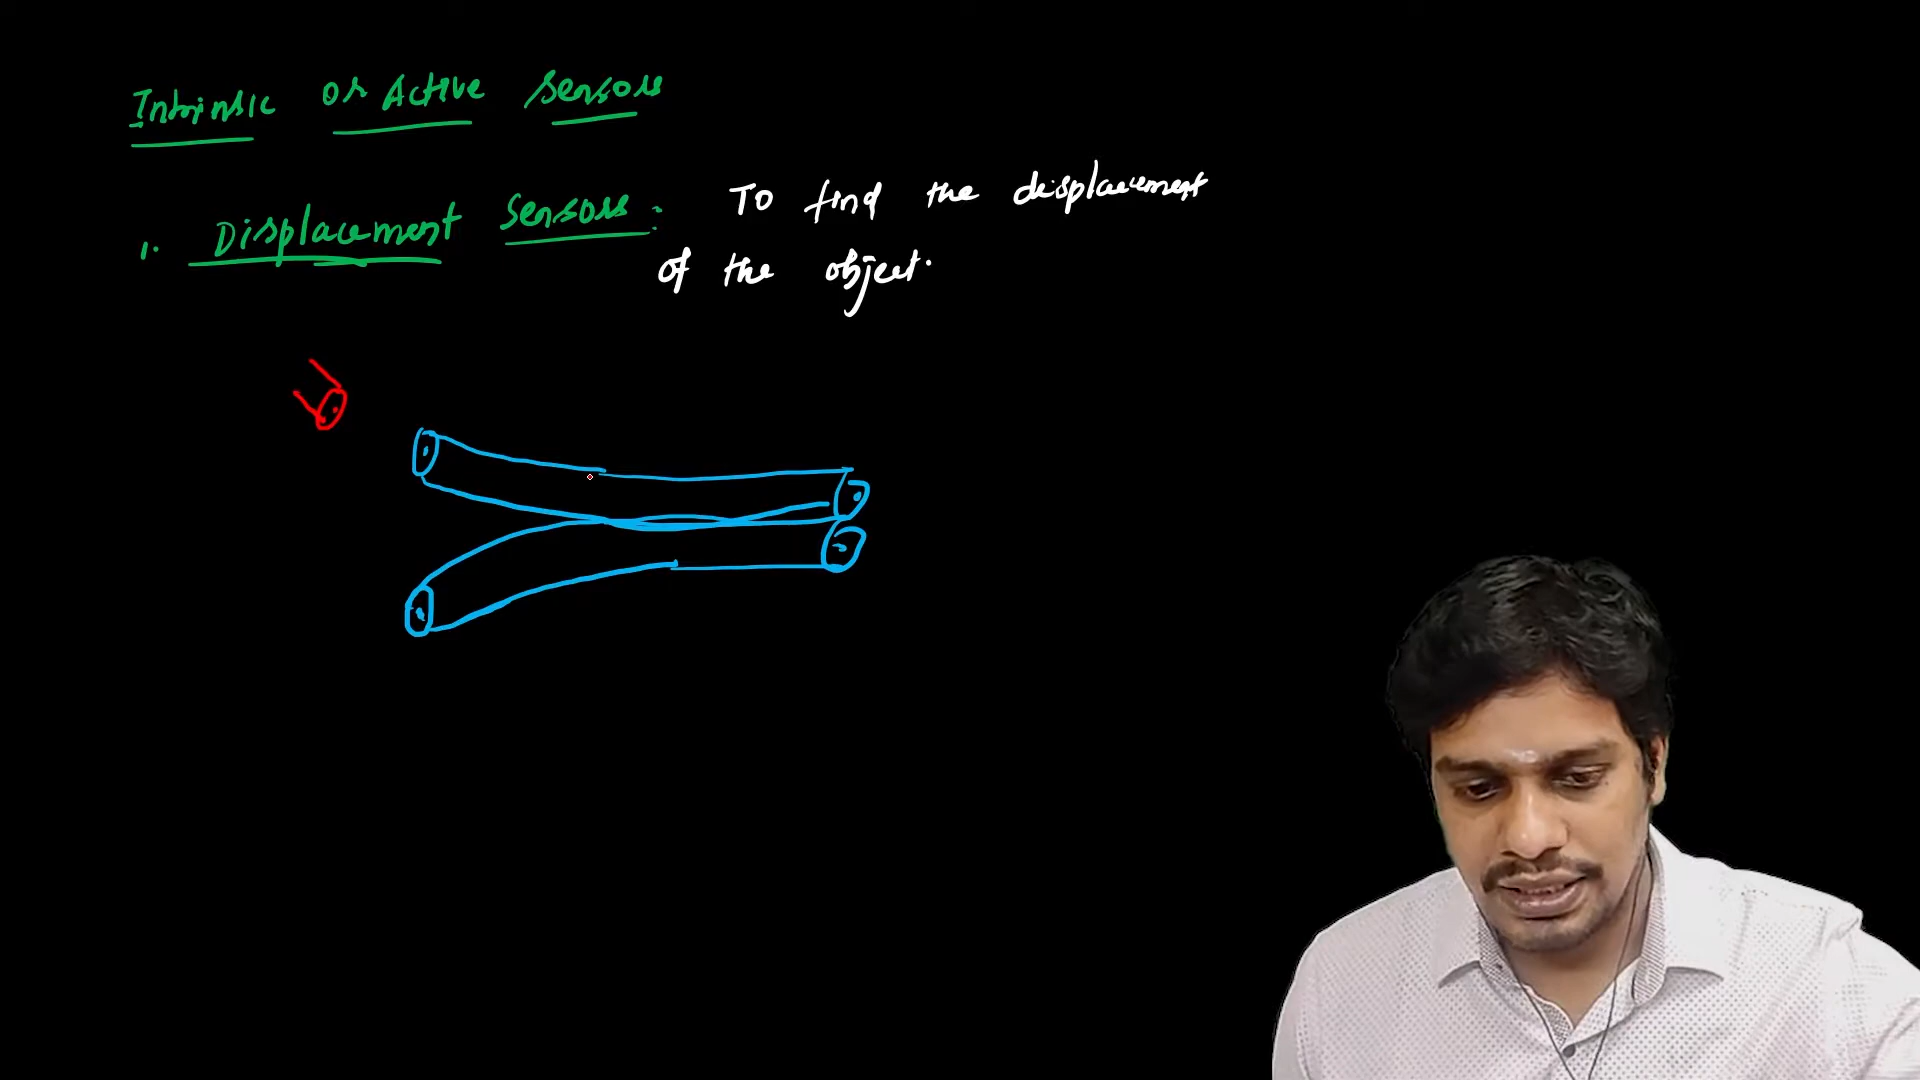 Intrinsic or Active sensors
1. Displacement sensors: To find the displacement
of the object.